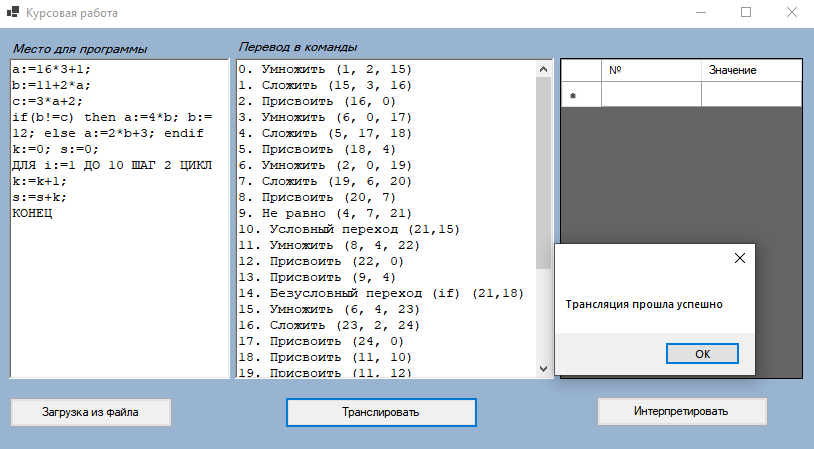 Курсовая работа
Место для программы
a:=16*3+1;
b:=11+2*a;
c:=3*a+2;
if(b!=c) then a:=4*b; b:=
12; else a:=2*b+3; endif
k:=0; s:=0;
ДЛЯ i:=1 ДО 10 ШАГ 2 ЦИКЛ
k:=k+1;
s:=s+k;
КОНЕЦ
Перевод в команды
0. Умножить (1, 2, 15)
1. Сложить (15, 3, 16)
2. Присвоить (16, 0)
3. Умножить (6, 0, 17)
4. Сложить (5, 17, 18)
5. Присвоить (18, 4)
6. Умножить (2, 0, 19)
7. Сложить (19, 6, 20)
8. Присвоить (20, 7)
9. Не равно (4, 7, 21)
10. Условный переход (21,15)
11. Умножить (8, 4, 22)
12. Присвоить (22, 0)
13. Присвоить (9, 4)
14. Безусловный переход (if) (21,18)
15. Умножить (6, 4, 23)
16. Сложить (23, 2, 24)
17. Присвоить (24, 0)
18. Присвоить (11, 10)
19. Присвоить (11, 12)
№ Значение
Трансляция прошла успешно
OK
Загрузка из файла
Транслировать
Интерпретировать